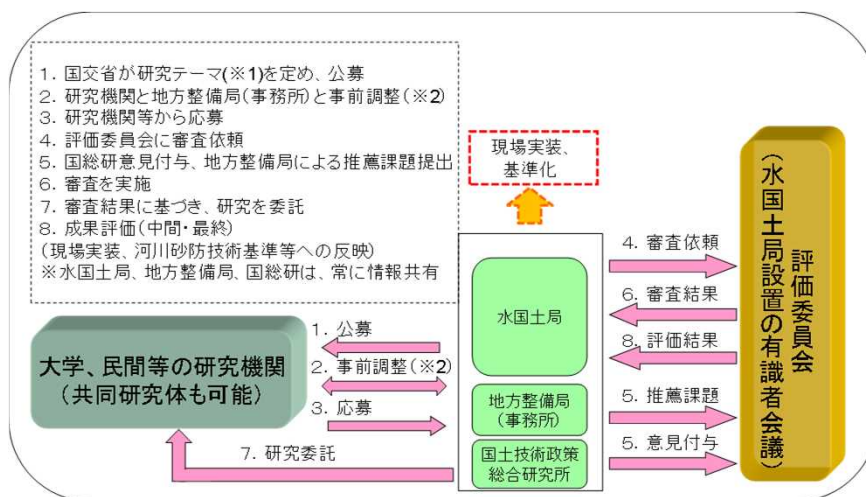 1. 国交省が研究テーマ(※1)を定め、公募
2. 研究機関と地方整備局(事務所)と事前調整(※2)
3. 研究機関等から応募
4. 評価委員会に審査依頼
5. 国総研意見付与、地方整備局による推薦課題提出
6. 審査を実施
7. 審査結果に基づき、研究を委託
8. 成果評価(中間・最終)
(現場実装、河川砂防技術基準等への反映)
※水国土局、地方整備局、国総研は、常に情報共有
現場実装、
基準化
大学、民間等の研究機関
(共同研究体も可能)
1. 公募
2. 事前調整(※2)
3. 応募
7. 研究委託
水国土局
地方整備局
(事務所)
国土技術政策
総合研究所
4. 審査依頼
6. 審査結果
8. 評価結果
5. 推薦課題
5. 意見付与
評価委員会
(水国土局設置の有識者会議)